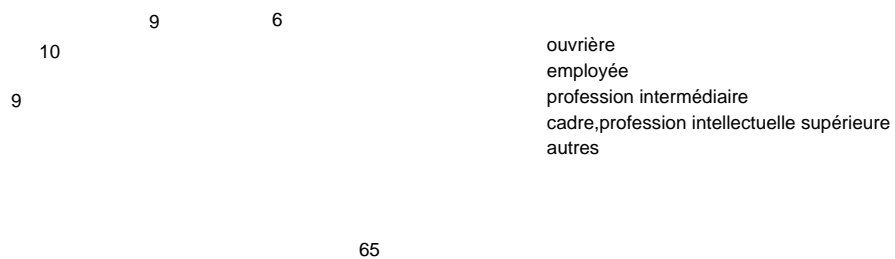 9 6
10
9
65
ouvrière
employée
profession intermédiaire
cadre,profession intellectuelle supérieure
autres